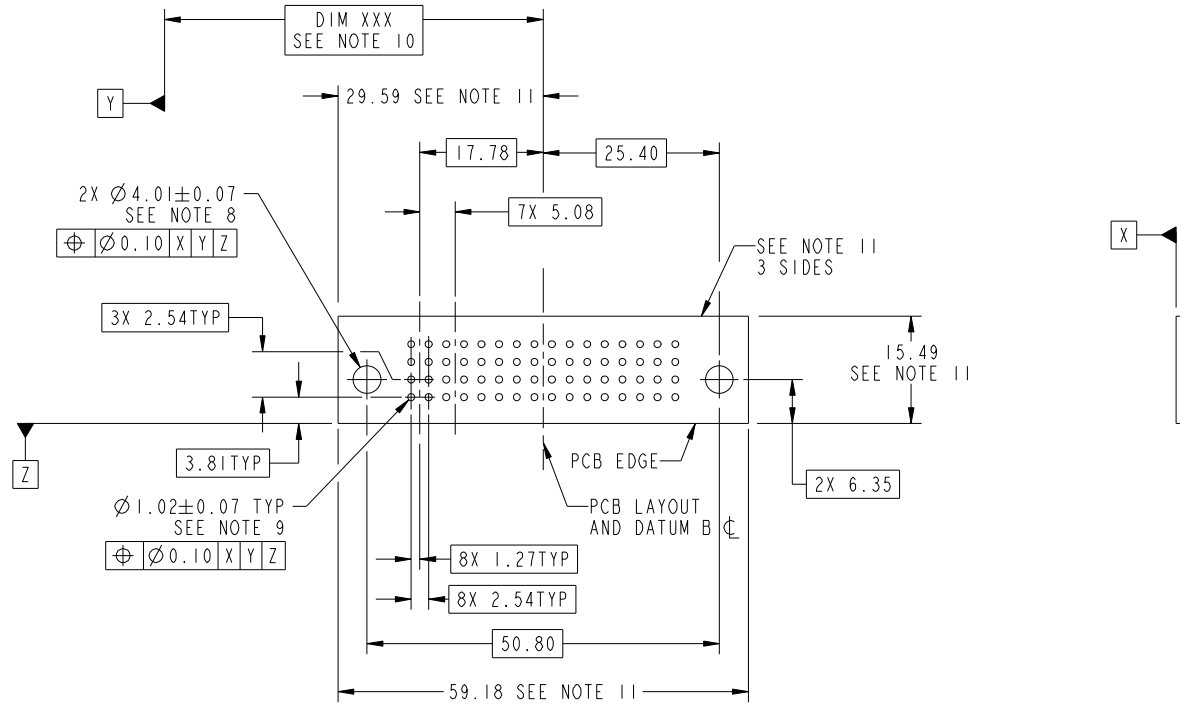 DIM XXX
SEE NOTE 10
Y
29.59 SEE NOTE 11
17.78
25.40
2X Ø4.01±0.07
SEE NOTE 8
⌖ Ø0.10 X Y Z
7X 5.08
X
SEE NOTE 11
3 SIDES
3X 2.54TYP
15.49
SEE NOTE 11
Z
3.81TYP
PCB EDGE
2X 6.35
Ø1.02±0.07 TYP
SEE NOTE 9
⌖ Ø0.10 X Y Z
PCB LAYOUT
AND DATUM B ℄
8X 1.27TYP
8X 2.54TYP
50.80
59.18 SEE NOTE 11